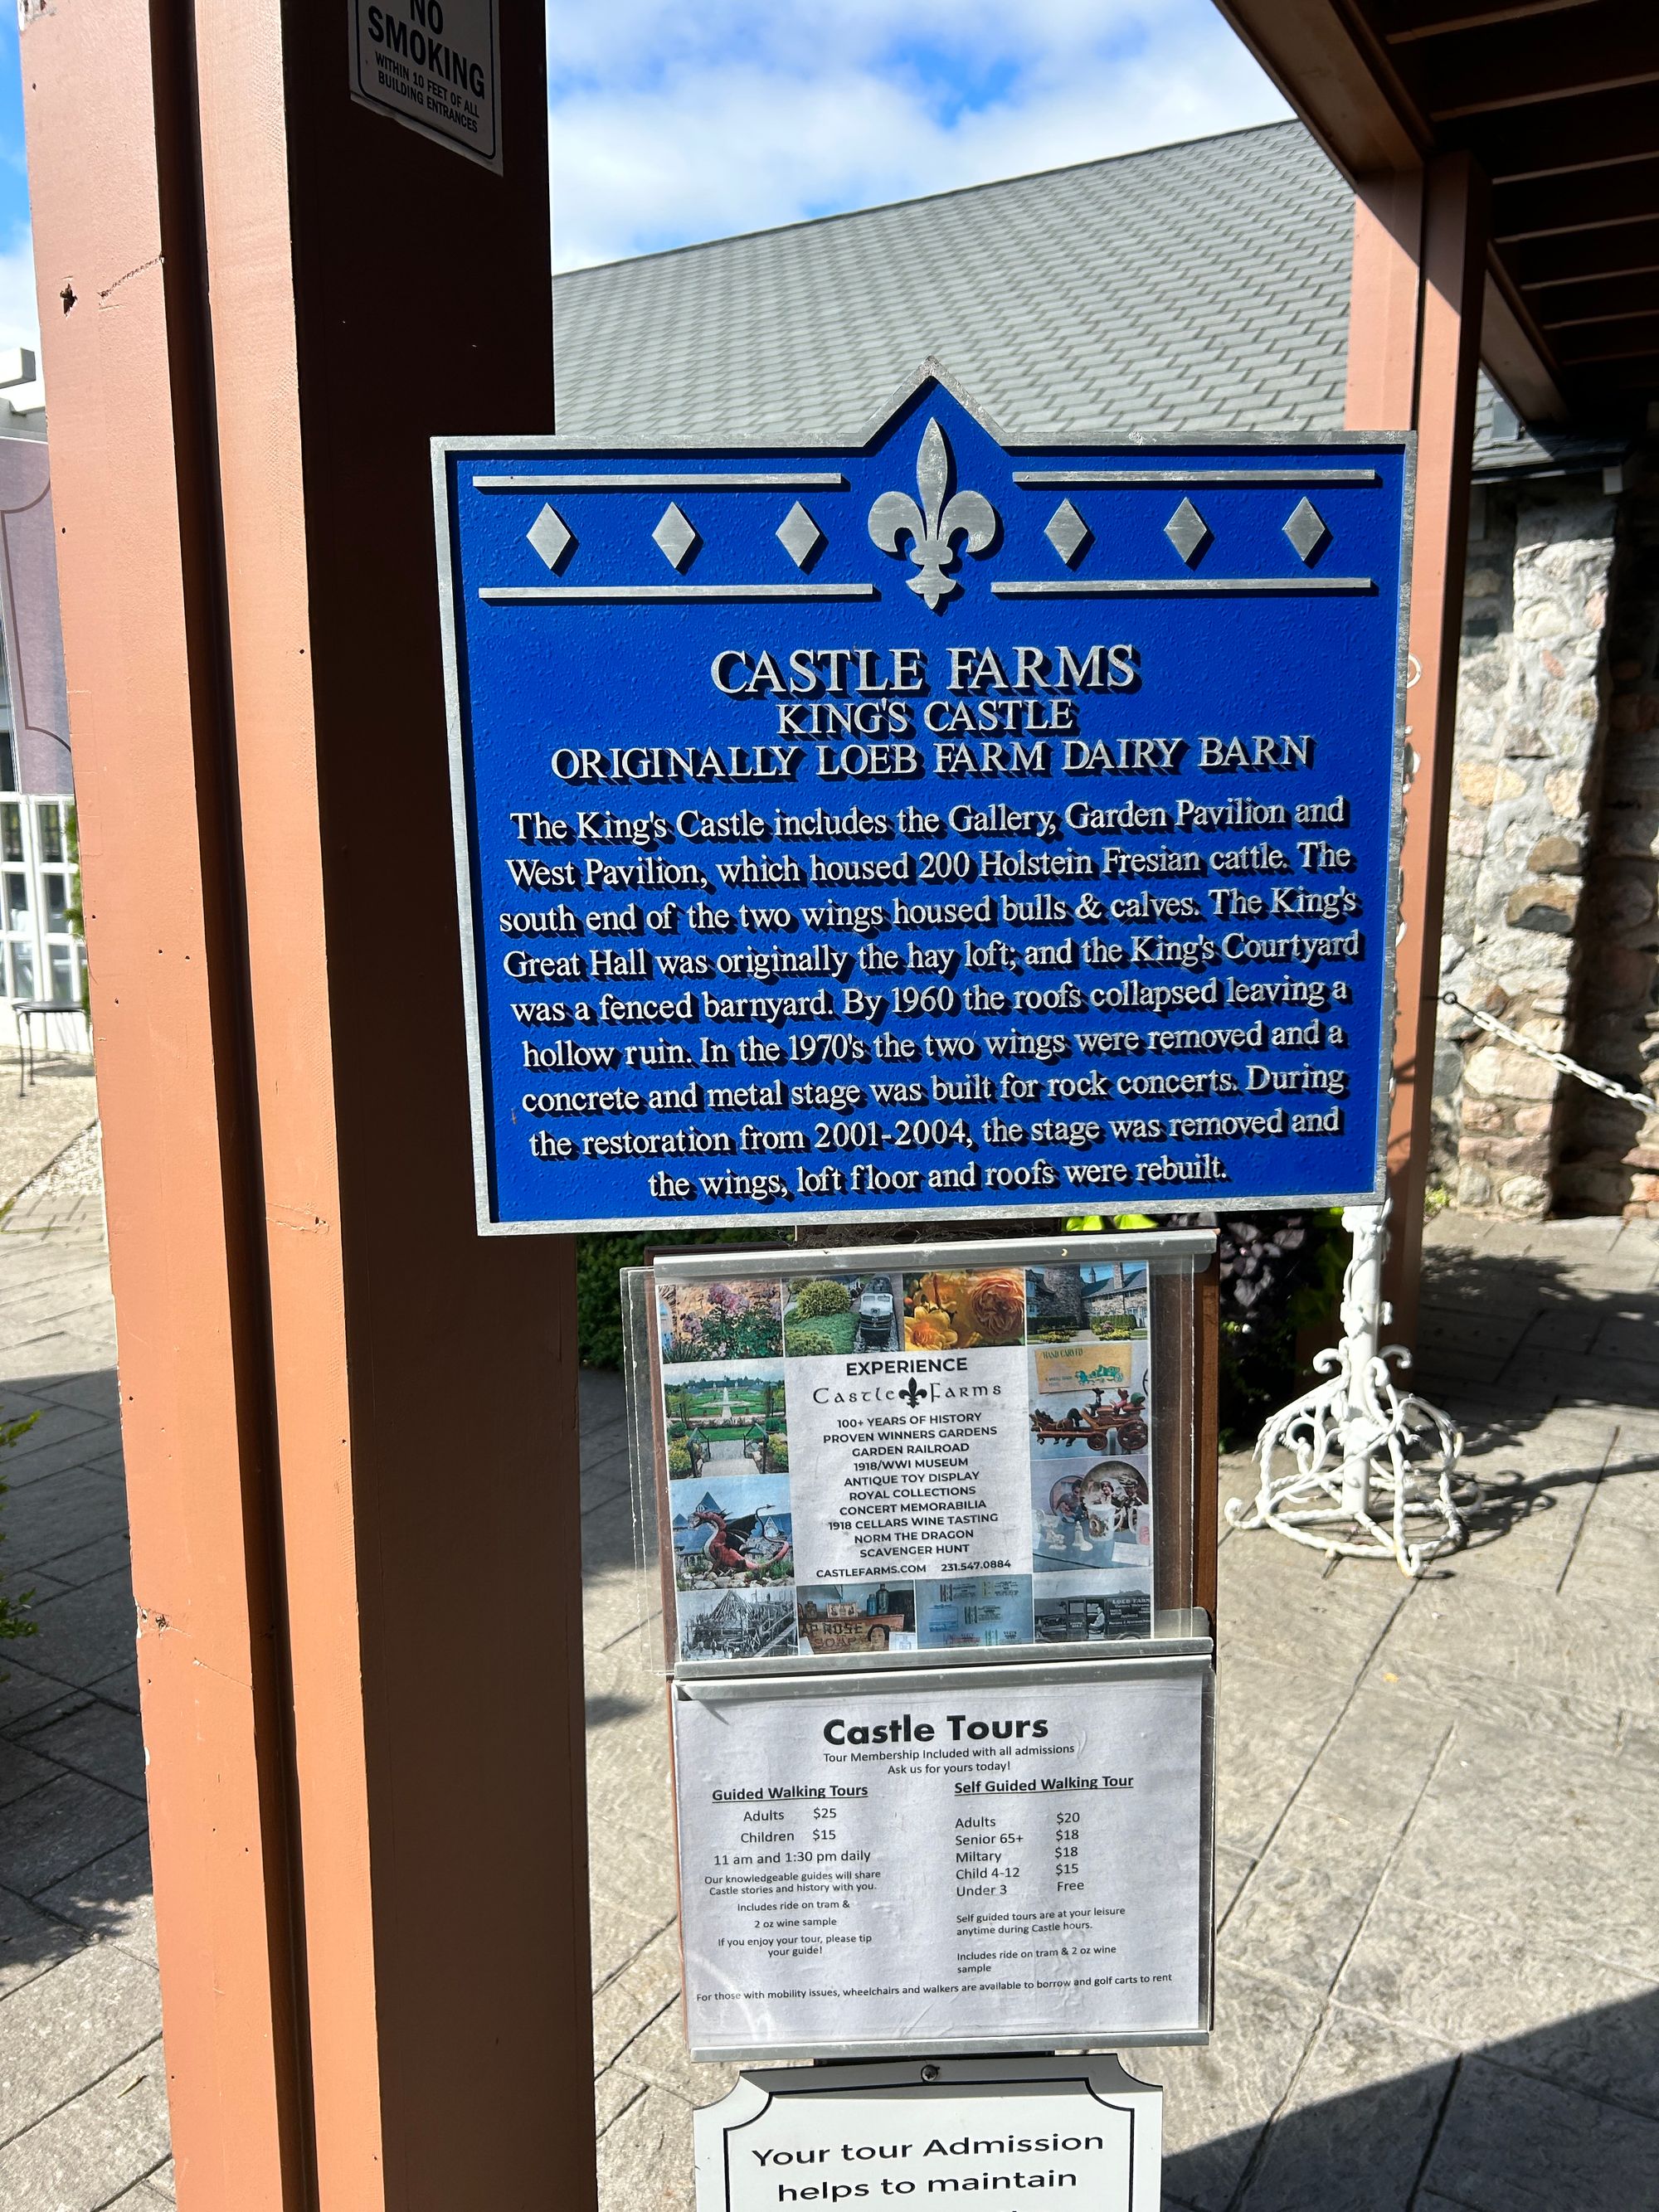 NO
SMOKING
WITHIN 10 FEET OF ALL
BUILDING ENTRANCES
CASTLE FARMS
KING'S CASTLE
ORIGINALLY LOEB FARM DAIRY BARN
The King's Castle includes the Gallery, Garden Pavilion and
West Pavilion, which housed 200 Holstein Fresian cattle. The
south end of the two wings housed bulls & calves. The King's
Great Hall was originally the hay loft; and the King's Courtyard
was a fenced barnyard. By 1960 the roofs collapsed leaving a
hollow ruin. In the 1970's the two wings were removed and a
concrete and metal stage was built for rock concerts. During
the restoration from 2001-2004, the stage was removed and
the wings, loft floor and roofs were rebuilt.
EXPERIENCE
Castle Farms
100+ YEARS OF HISTORY
PROVEN WINNERS GARDENS
GARDEN RAILROAD
1918/WWI MUSEUM
ANTIQUE TOY DISPLAY
ROYAL COLLECTIONS
CONCERT MEMORABILIA
1918 CELLARS WINE TASTING
NORM THE DRAGON
SCAVENGER HUNT
CASTLEFARMS.COM 231.547.0884
HAND CARVED
ROSE
SOAP
LOEB FARM
Castle Tours
Tour Membership Included with all admissions
Ask us for yours today!
Guided Walking Tours
Adults $25
Children $15
11 am and 1:30 pm daily
Our knowledgeable guides will share
Castle stories and history with you.
Includes ride on tram &
2 oz wine sample
If you enjoy your tour, please tip
your guide!
Self Guided Walking Tour
Adults $20
Senior 65+ $18
Miltary $18
Child 4-12 $15
Under 3 Free
Self guided tours are at your leisure
anytime during Castle hours.
Includes ride on tram & 2 oz wine
sample
For those with mobility issues, wheelchairs and walkers are available to borrow and golf carts to rent
Your tour Admission
helps to maintain